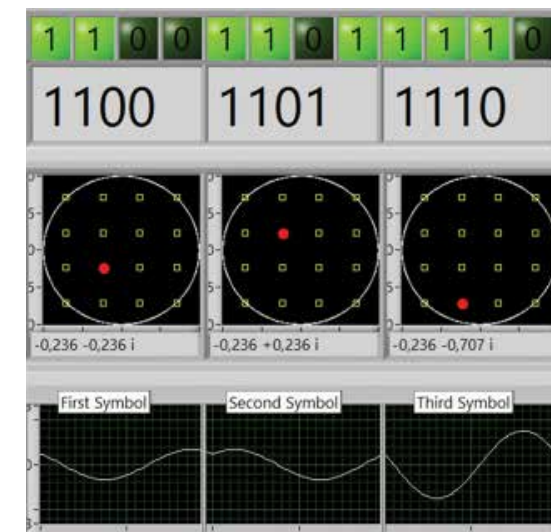 1 1 0 0 1 1 0 1 1 1 1 0
1100 1101 1110
-0,236 -0,236 i -0,236 +0,236 i -0,236 -0,707 i
First Symbol Second Symbol Third Symbol